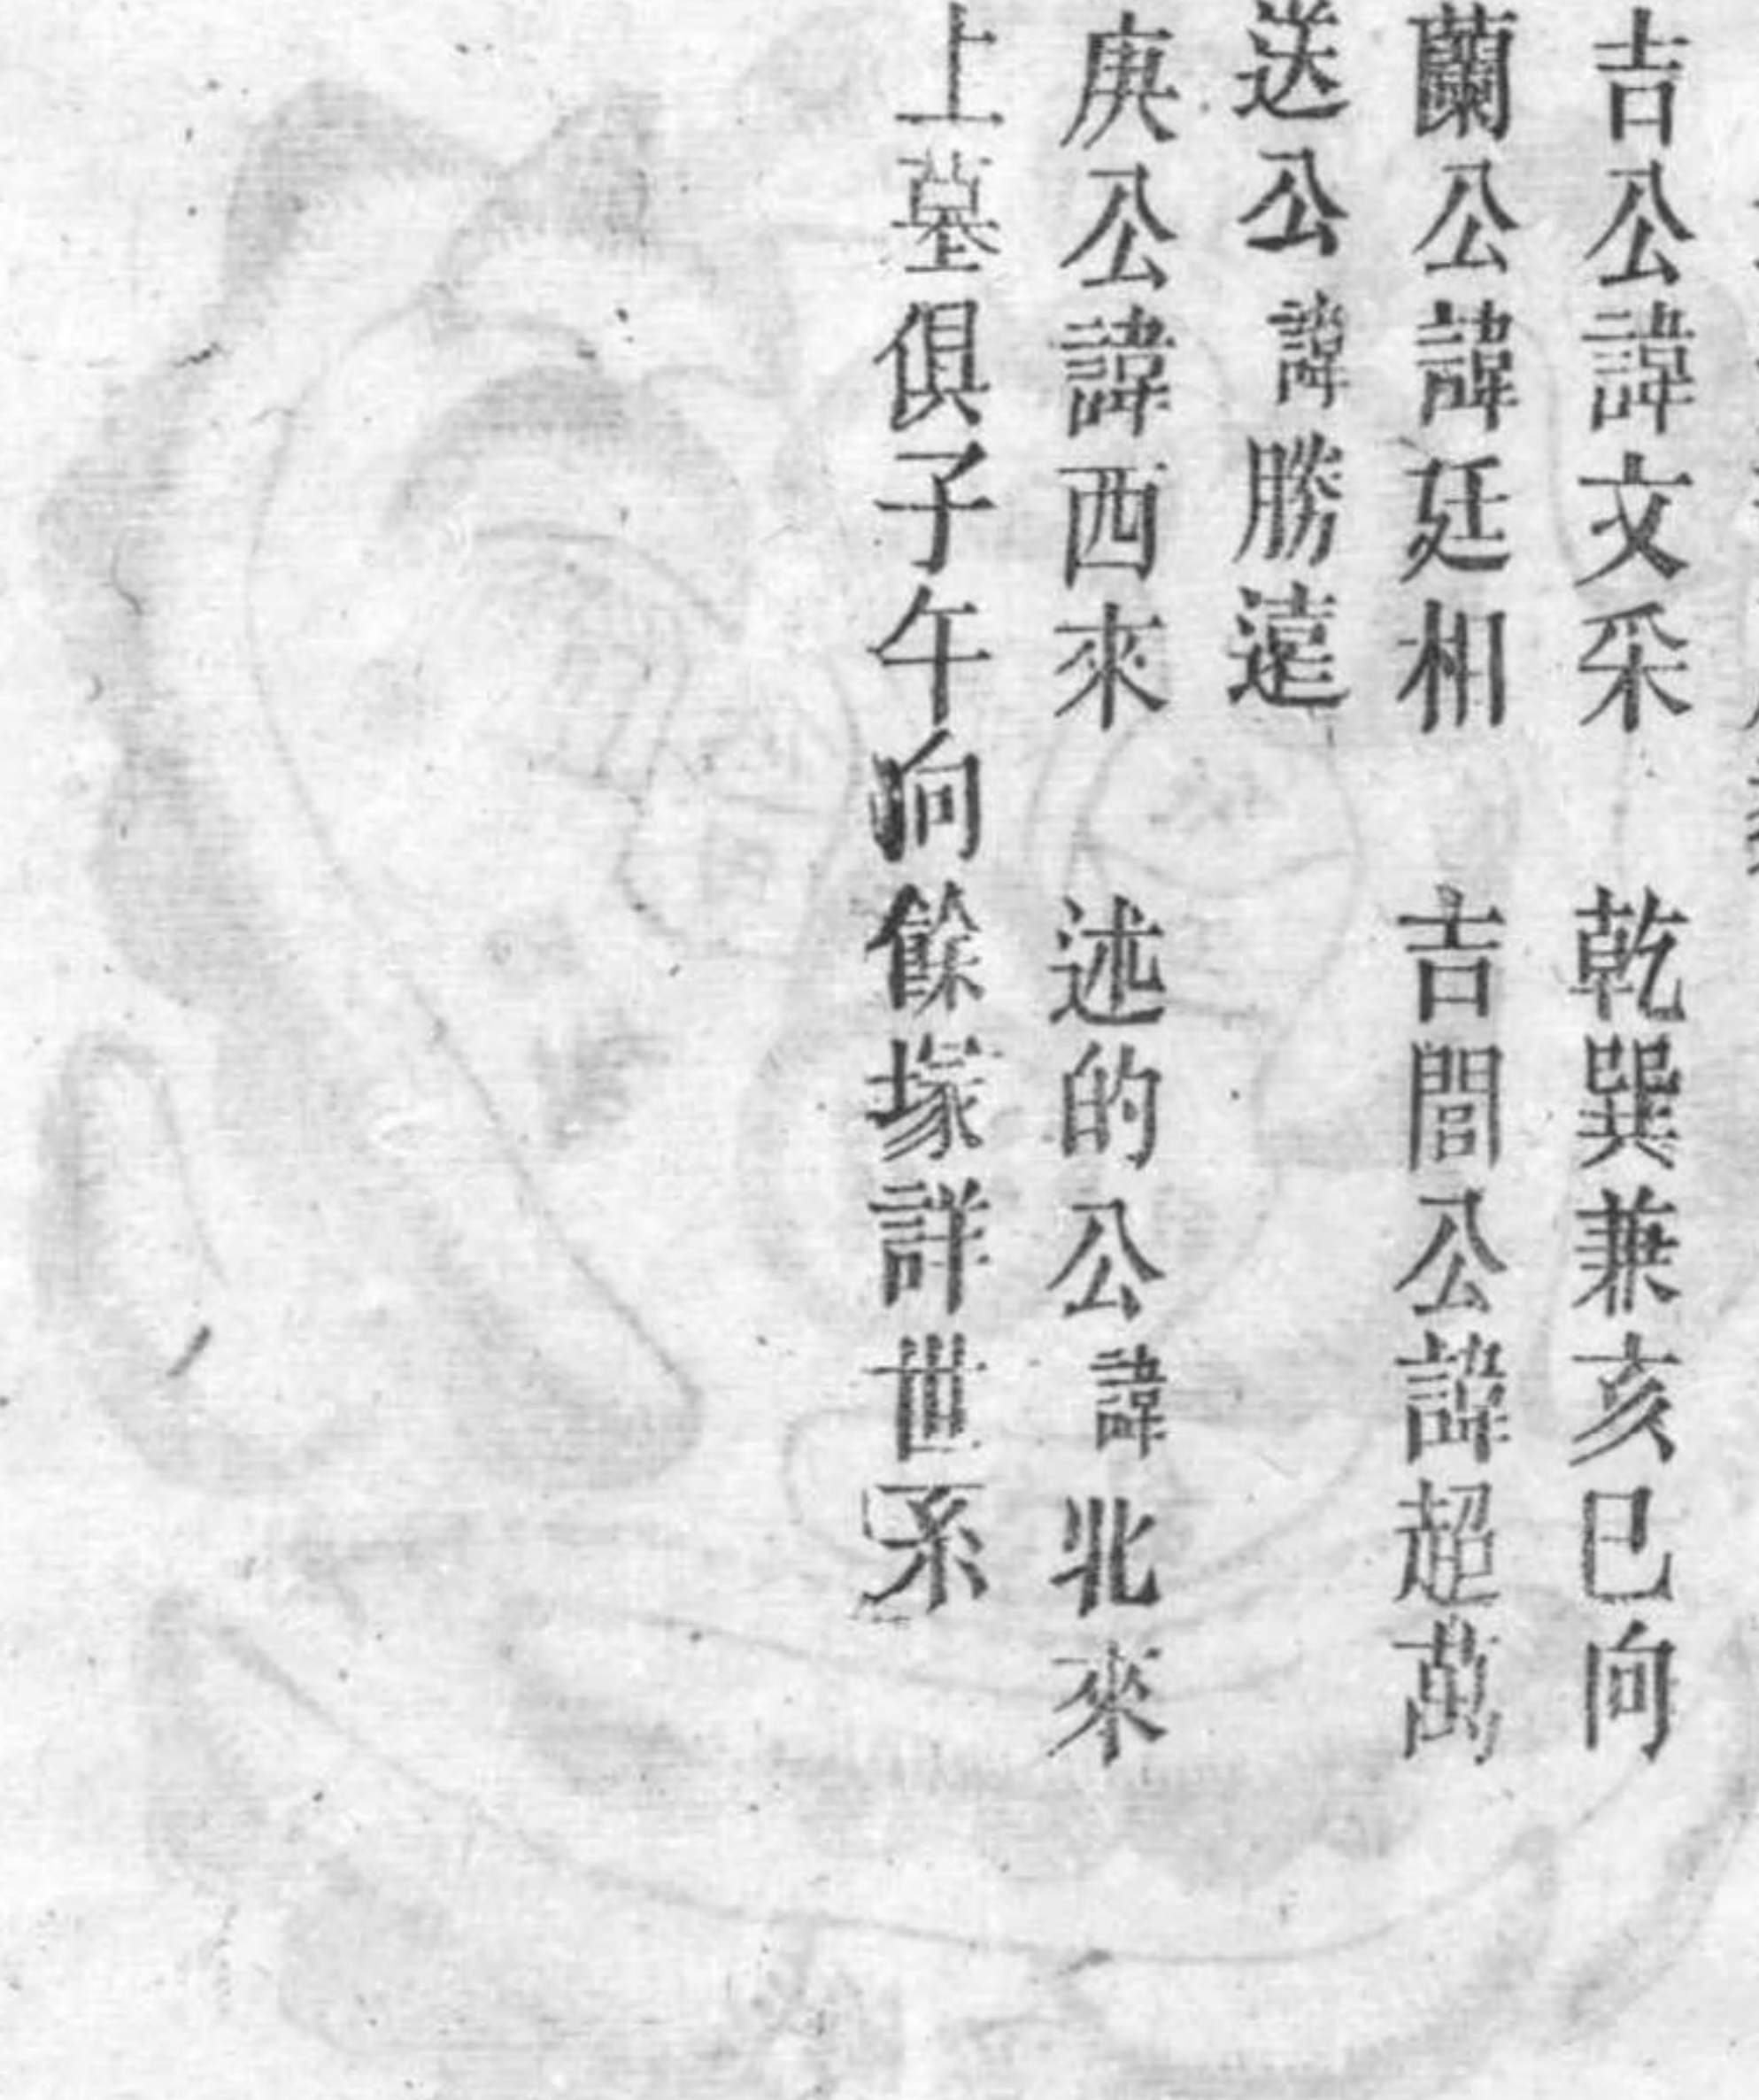 吉公諱文采　乾巽兼亥巳向
蘭公諱廷相　吉誾公諱超萬
送公諱勝遠
庚公諱西來　述的公諱北來
上墓俱子午向餘塚詳世系